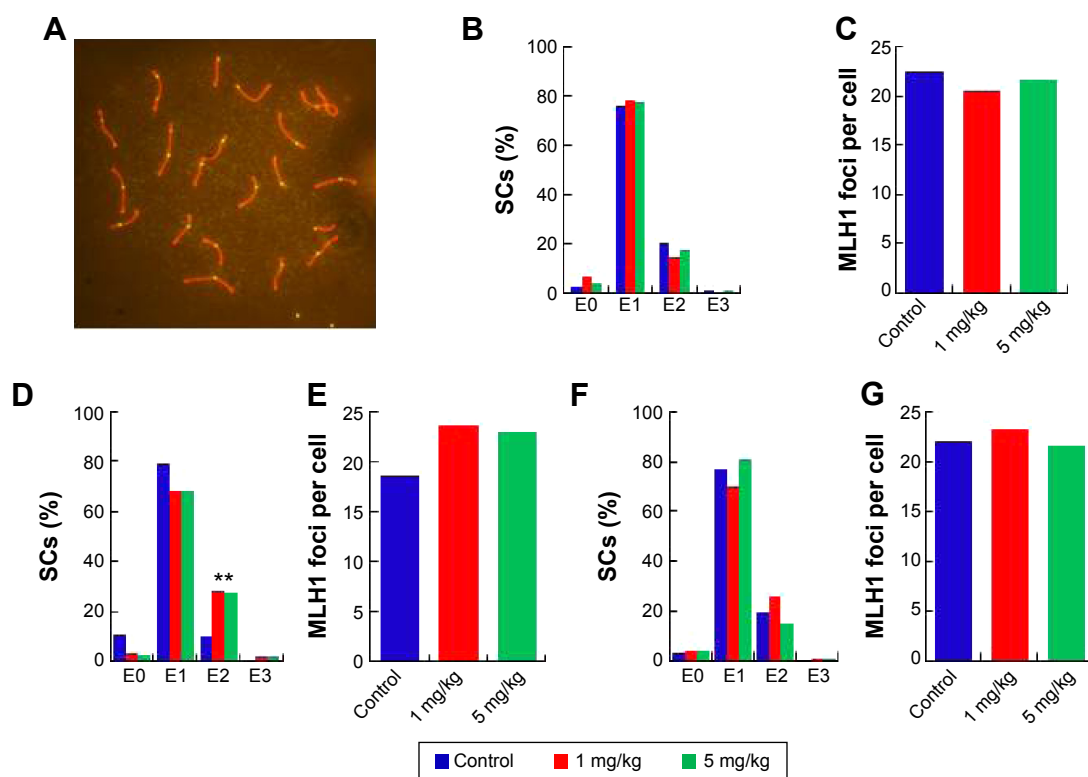 A
B
100
80
60
40
20
0
SCs (%)
E0 E1 E2 E3
C
25
20
15
10
5
0
MLH1 foci per cell
Control
1 mg/kg
5 mg/kg
D
100
80
60
40
20
0
SCs (%)
**
E0 E1 E2 E3
E
25
20
15
10
5
0
MLH1 foci per cell
Control
1 mg/kg
5 mg/kg
F
100
80
60
40
20
0
SCs (%)
E0 E1 E2 E3
G
25
20
15
10
5
0
MLH1 foci per cell
Control
1 mg/kg
5 mg/kg
Control 1 mg/kg 5 mg/kg